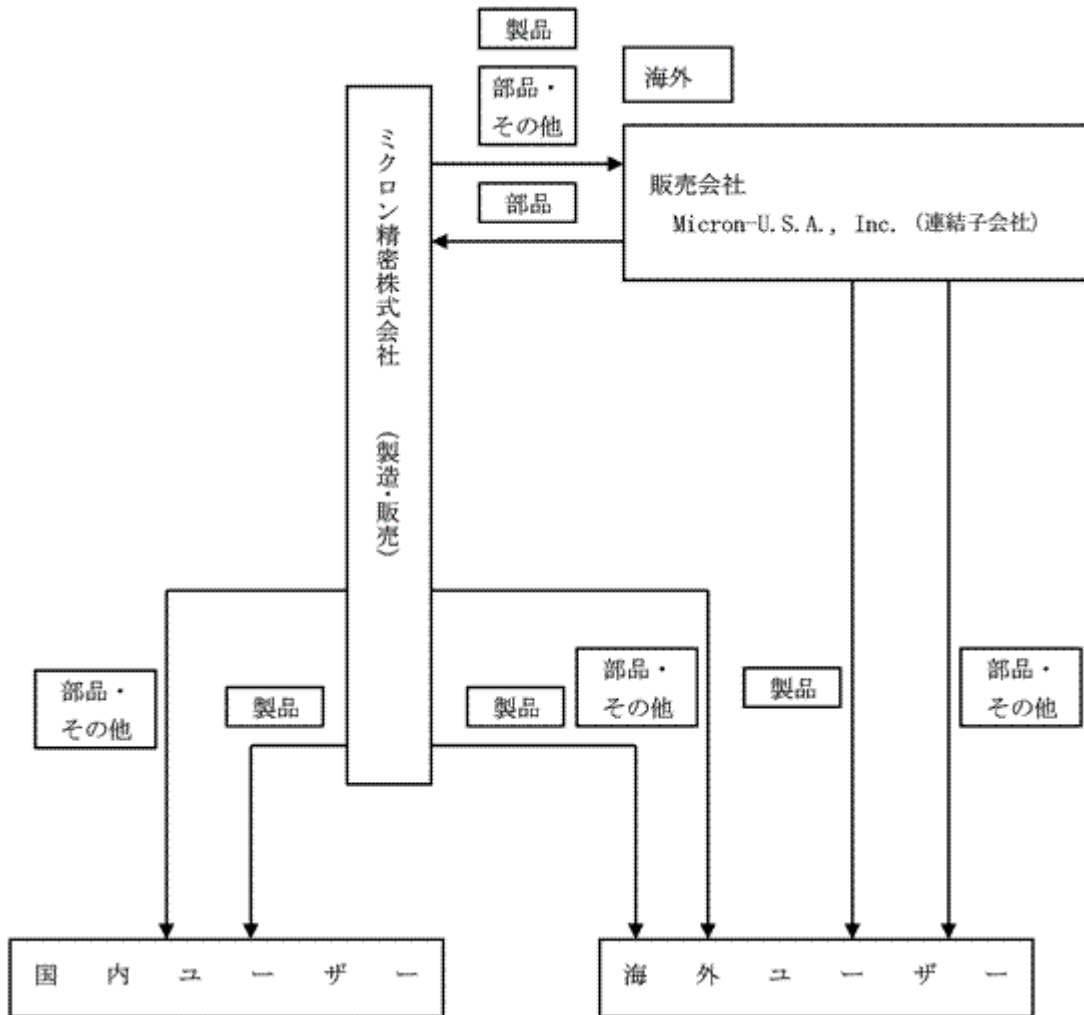 製品
部品・
その他
海外
部品
販売会社
Micron-U.S.A., Inc. (連結子会社)
ミクロン精密株式会社 (製造・販売)
部品・
その他
製品
製品
部品・
その他
製品
部品・
その他
国内ユーザー
海外ユーザー